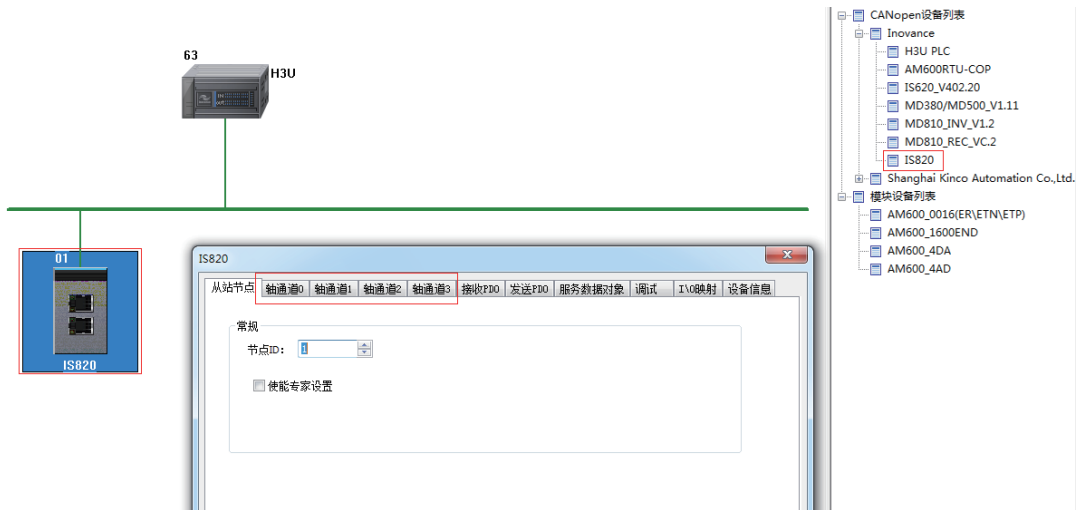 63
H3U
01
IS820
IS820
从站节点 轴通道0 轴通道1 轴通道2 轴通道3 接收PDO 发送PDO 服务数据对象 调试 I\O映射 设备信息
常规
节点ID： 1
使能专家设置
CANopen设备列表
Inovance
H3U PLC
AM600RTU-COP
IS620_V402.20
MD380/MD500_V1.11
MD810_INV_V1.2
MD810_REC_VC.2
IS820
Shanghai Kinco Automation Co.,Ltd.
模块设备列表
AM600_0016(ER\ETN\ETP)
AM600_1600END
AM600_4DA
AM600_4AD